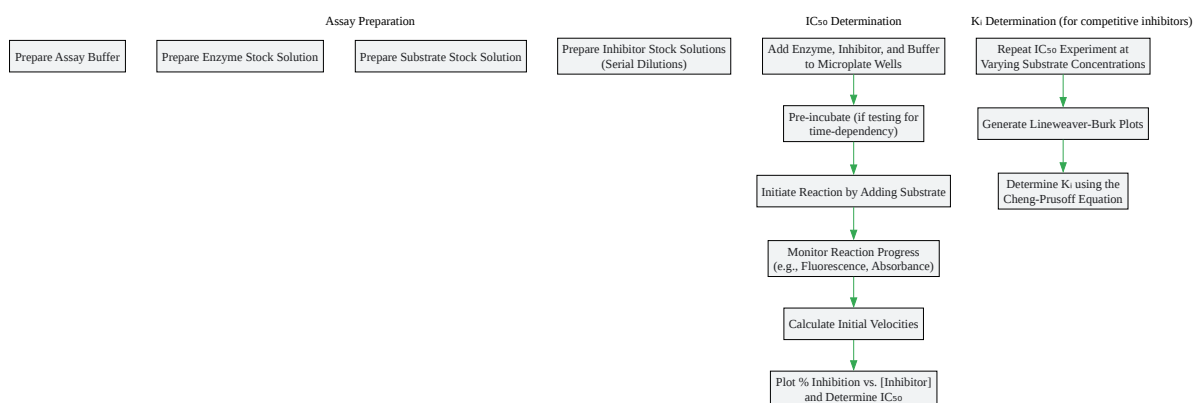 Assay Preparation
Prepare Assay Buffer
Prepare Enzyme Stock Solution
Prepare Substrate Stock Solution
Prepare Inhibitor Stock Solutions
(Serial Dilutions)
IC₅₀ Determination
Add Enzyme, Inhibitor, and Buffer
to Microplate Wells
Pre-incubate (if testing for
time-dependency)
Initiate Reaction by Adding Substrate
Monitor Reaction Progress
(e.g., Fluorescence, Absorbance)
Calculate Initial Velocities
Plot % Inhibition vs. [Inhibitor]
and Determine IC₅₀
Kᵢ Determination (for competitive inhibitors)
Repeat IC₅₀ Experiment at
Varying Substrate Concentrations
Generate Lineweaver-Burk Plots
Determine Kᵢ using the
Cheng-Prusoff Equation